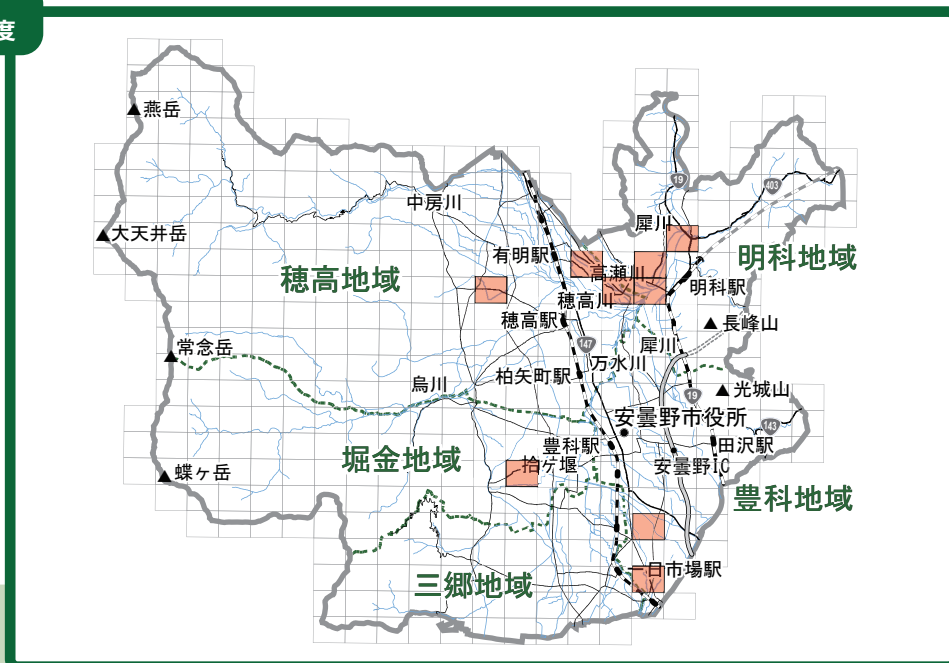 度
燕岳
19
403
中房川
犀川
大天井岳
有明駅
明科地域
穂高地域
高瀬川
明科駅
穂高川
穂高駅
長峰山
常念岳
147
犀川
万水川
柏矢町駅
烏川
19
光城山
安曇野市役所
143
豊科駅
田沢駅
堀金地域
拾ヶ堰
安曇野IC
蝶ヶ岳
豊科地域
一日市場駅
三郷地域